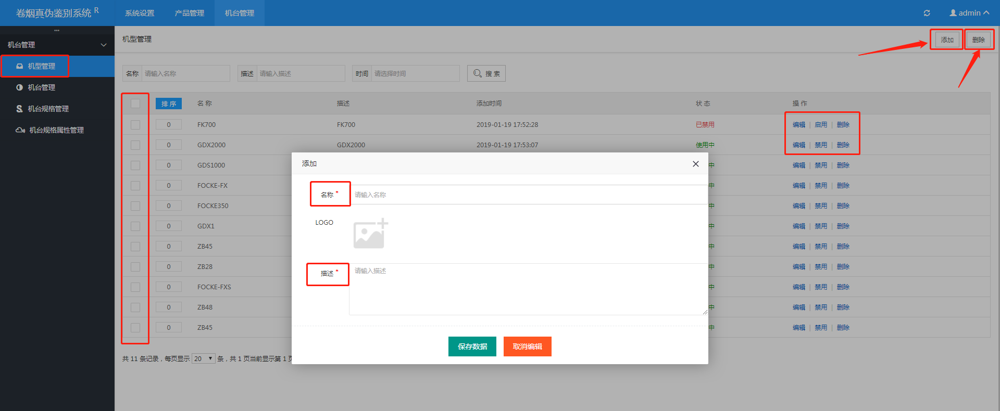 卷烟真伪鉴别系统 R
系统设置 产品管理 机台管理
admin
机台管理
机型管理
机台管理
机台规格管理
机台规格属性管理
机型管理
添加 删除
名称 请输入名称 描述 请输入描述 时间 请选择时间 搜 索
排 序 名 称 描述 添加时间 状 态 操 作
0 FK700 FK700 2019-01-19 17:52:28 已禁用 编辑 | 启用 | 删除
0 GDX2000 GDX2000 2019-01-19 17:53:07 使用中 编辑 | 禁用 | 删除
0 GDS1000 中 编辑 | 禁用 | 删除
0 FOCKE-FX 中 编辑 | 禁用 | 删除
0 FOCKE350 中 编辑 | 禁用 | 删除
0 GDX1 中 编辑 | 禁用 | 删除
0 ZB45 中 编辑 | 禁用 | 删除
0 ZB28 中 编辑 | 禁用 | 删除
0 FOCKE-FXS 中 编辑 | 禁用 | 删除
0 ZB48 中 编辑 | 禁用 | 删除
0 ZB45 中 编辑 | 禁用 | 删除
共 11 条记录，每页显示 20 条，共 1 页当前显示第 1
添加
名称 * 请输入名称
LOGO
描述 * 请输入描述
保存数据 取消编辑